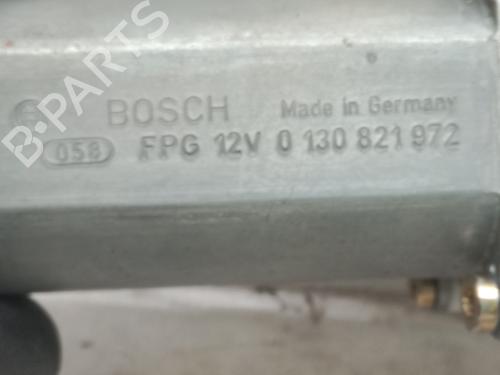 B-PARTS
BOSCH Made in Germany
058 FPG 12V 0 130 821 972